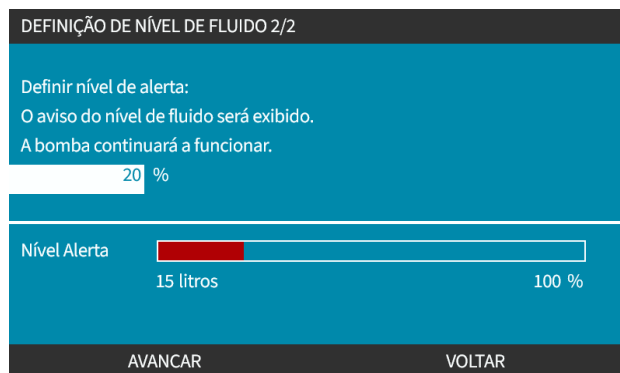 DEFINIÇÃO DE NÍVEL DE FLUIDO 2/2
Definir nível de alerta:
O aviso do nível de fluido será exibido.
A bomba continuará a funcionar.
20 %
Nível Alerta
15 litros 100 %
AVANCAR VOLTAR